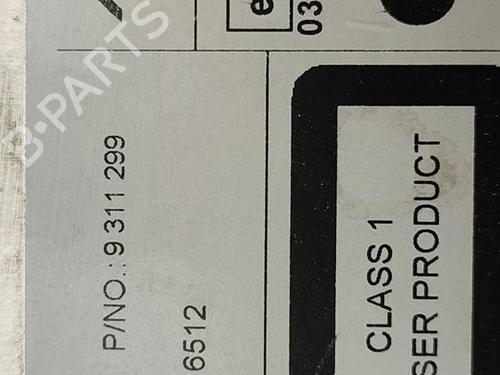 e
03
P/NO.: 9 311 299
6512
CLASS 1
SER PRODUCT
B-PARTS